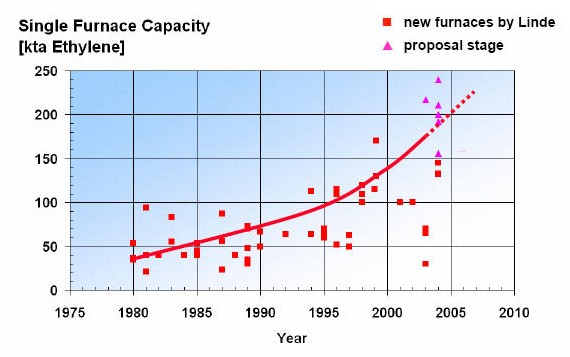 Single Furnace Capacity
[kta Ethylene]
new furnaces by Linde
proposal stage
250
200
150
100
50
0
1975 1980 1985 1990 1995 2000 2005 2010
Year